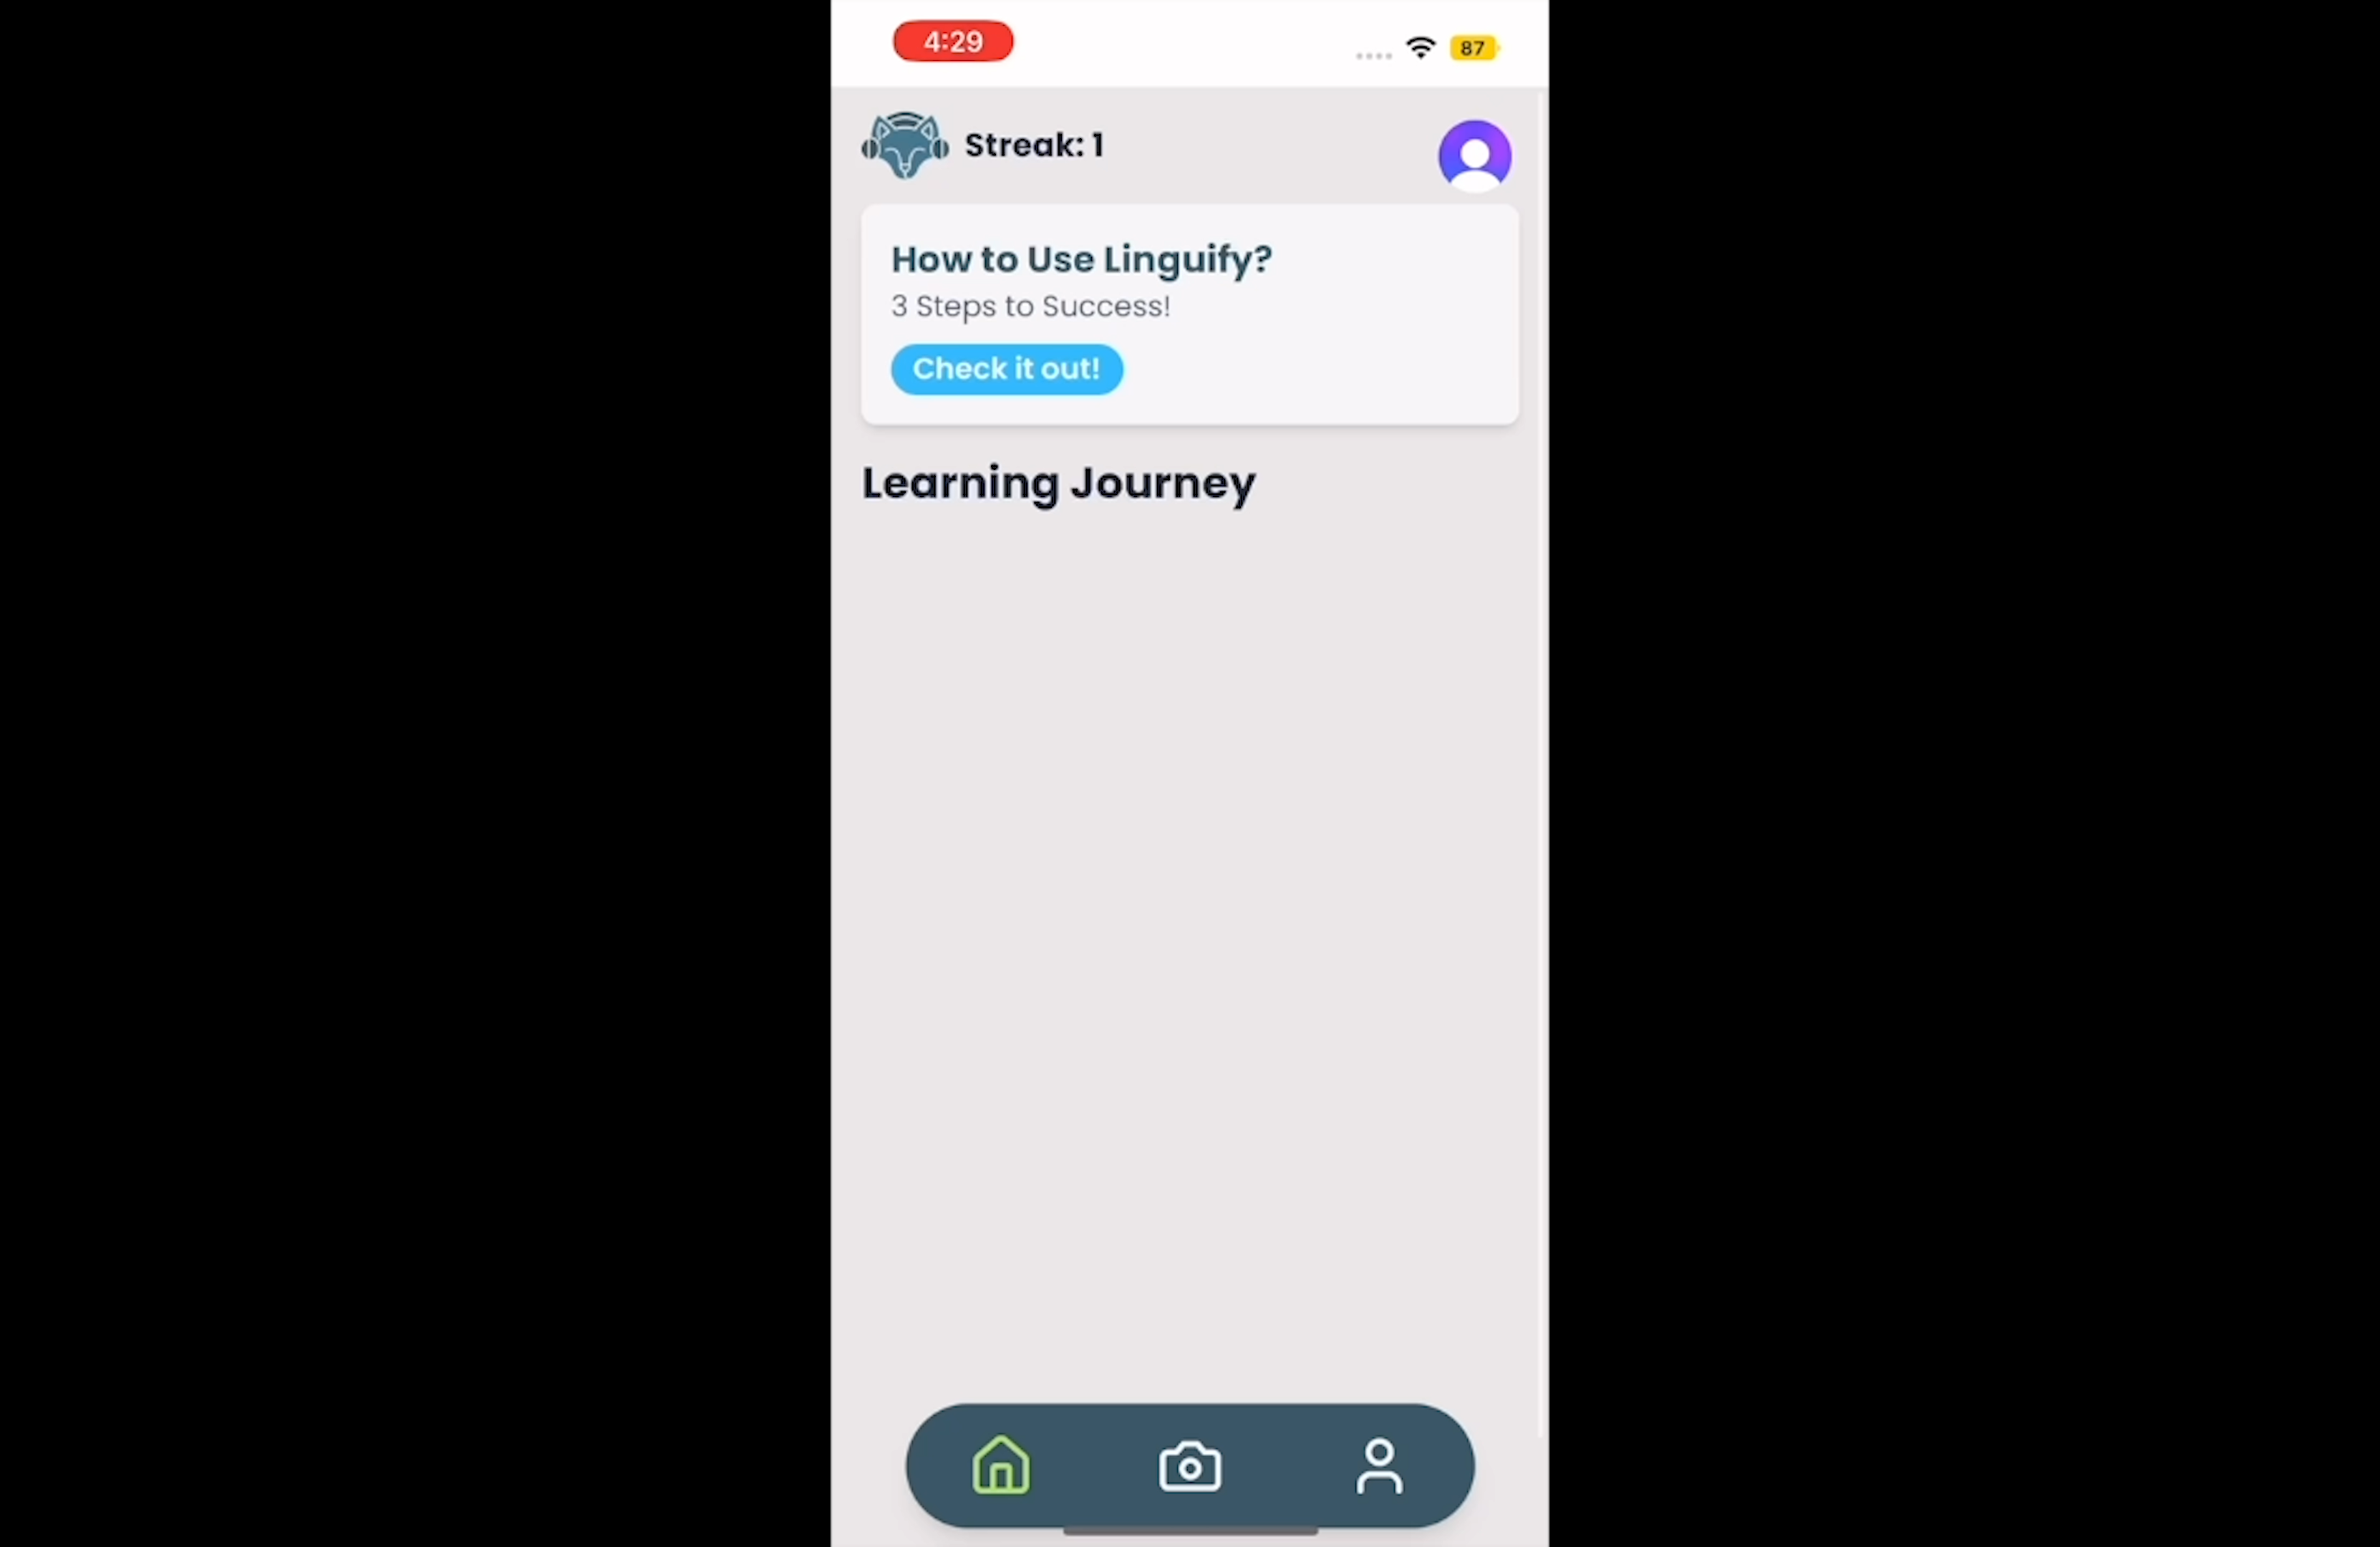 4:29
87
Streak: 1
How to Use Linguify?
3 Steps to Success!
Check it out!
Learning Journey